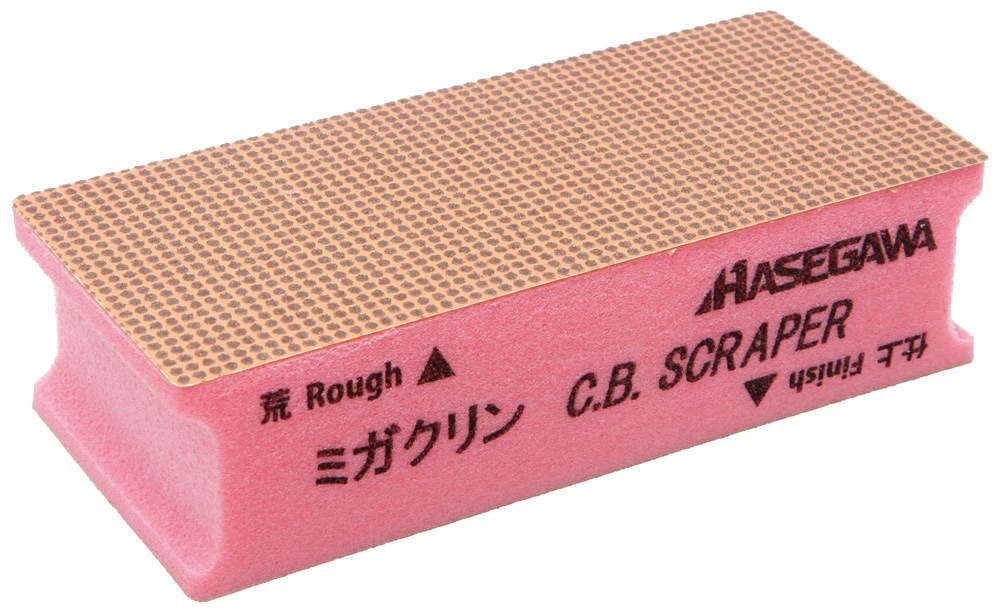 HASEGAWA
荒 Rough ▲
ミガクリン C.B. SCRAPER
仕上 Finish ▲